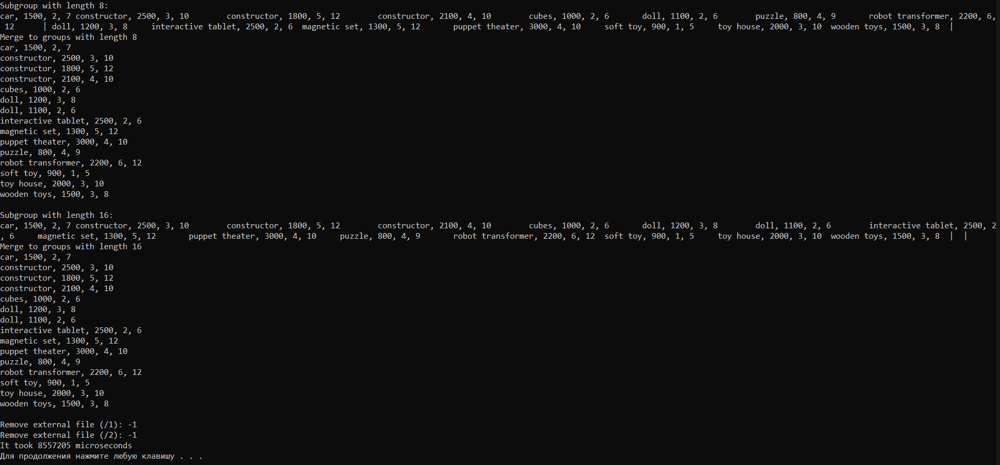 Subgroup with length 8:
car, 1500, 2, 7 constructor, 2500, 3, 10 constructor, 1800, 5, 12 constructor, 2100, 4, 10 cubes, 1000, 2, 6 doll, 1100, 2, 6 puzzle, 800, 4, 9 robot transformer, 2200, 6,
12 | doll, 1200, 3, 8 interactive tablet, 2500, 2, 6 magnetic set, 1300, 5, 12 puppet theater, 3000, 4, 10 soft toy, 900, 1, 5 toy house, 2000, 3, 10 wooden toys, 1500, 3, 8 |
Merge to groups with length 8
car, 1500, 2, 7
constructor, 2500, 3, 10
constructor, 1800, 5, 12
constructor, 2100, 4, 10
cubes, 1000, 2, 6
doll, 1200, 3, 8
doll, 1100, 2, 6
interactive tablet, 2500, 2, 6
magnetic set, 1300, 5, 12
puppet theater, 3000, 4, 10
puzzle, 800, 4, 9
robot transformer, 2200, 6, 12
soft toy, 900, 1, 5
toy house, 2000, 3, 10
wooden toys, 1500, 3, 8
Subgroup with length 16:
car, 1500, 2, 7 constructor, 2500, 3, 10 constructor, 1800, 5, 12 constructor, 2100, 4, 10 cubes, 1000, 2, 6 doll, 1200, 3, 8 doll, 1100, 2, 6 interactive tablet, 2500, 2
, 6 magnetic set, 1300, 5, 12 puppet theater, 3000, 4, 10 puzzle, 800, 4, 9 robot transformer, 2200, 6, 12 soft toy, 900, 1, 5 toy house, 2000, 3, 10 wooden toys, 1500, 3, 8 | |
Merge to groups with length 16
car, 1500, 2, 7
constructor, 2500, 3, 10
constructor, 1800, 5, 12
constructor, 2100, 4, 10
cubes, 1000, 2, 6
doll, 1200, 3, 8
doll, 1100, 2, 6
interactive tablet, 2500, 2, 6
magnetic set, 1300, 5, 12
puppet theater, 3000, 4, 10
puzzle, 800, 4, 9
robot transformer, 2200, 6, 12
soft toy, 900, 1, 5
toy house, 2000, 3, 10
wooden toys, 1500, 3, 8
Remove external file (/1): -1
Remove external file (/2): -1
It took 8557205 microseconds
Для продолжения нажмите любую клавишу . . .